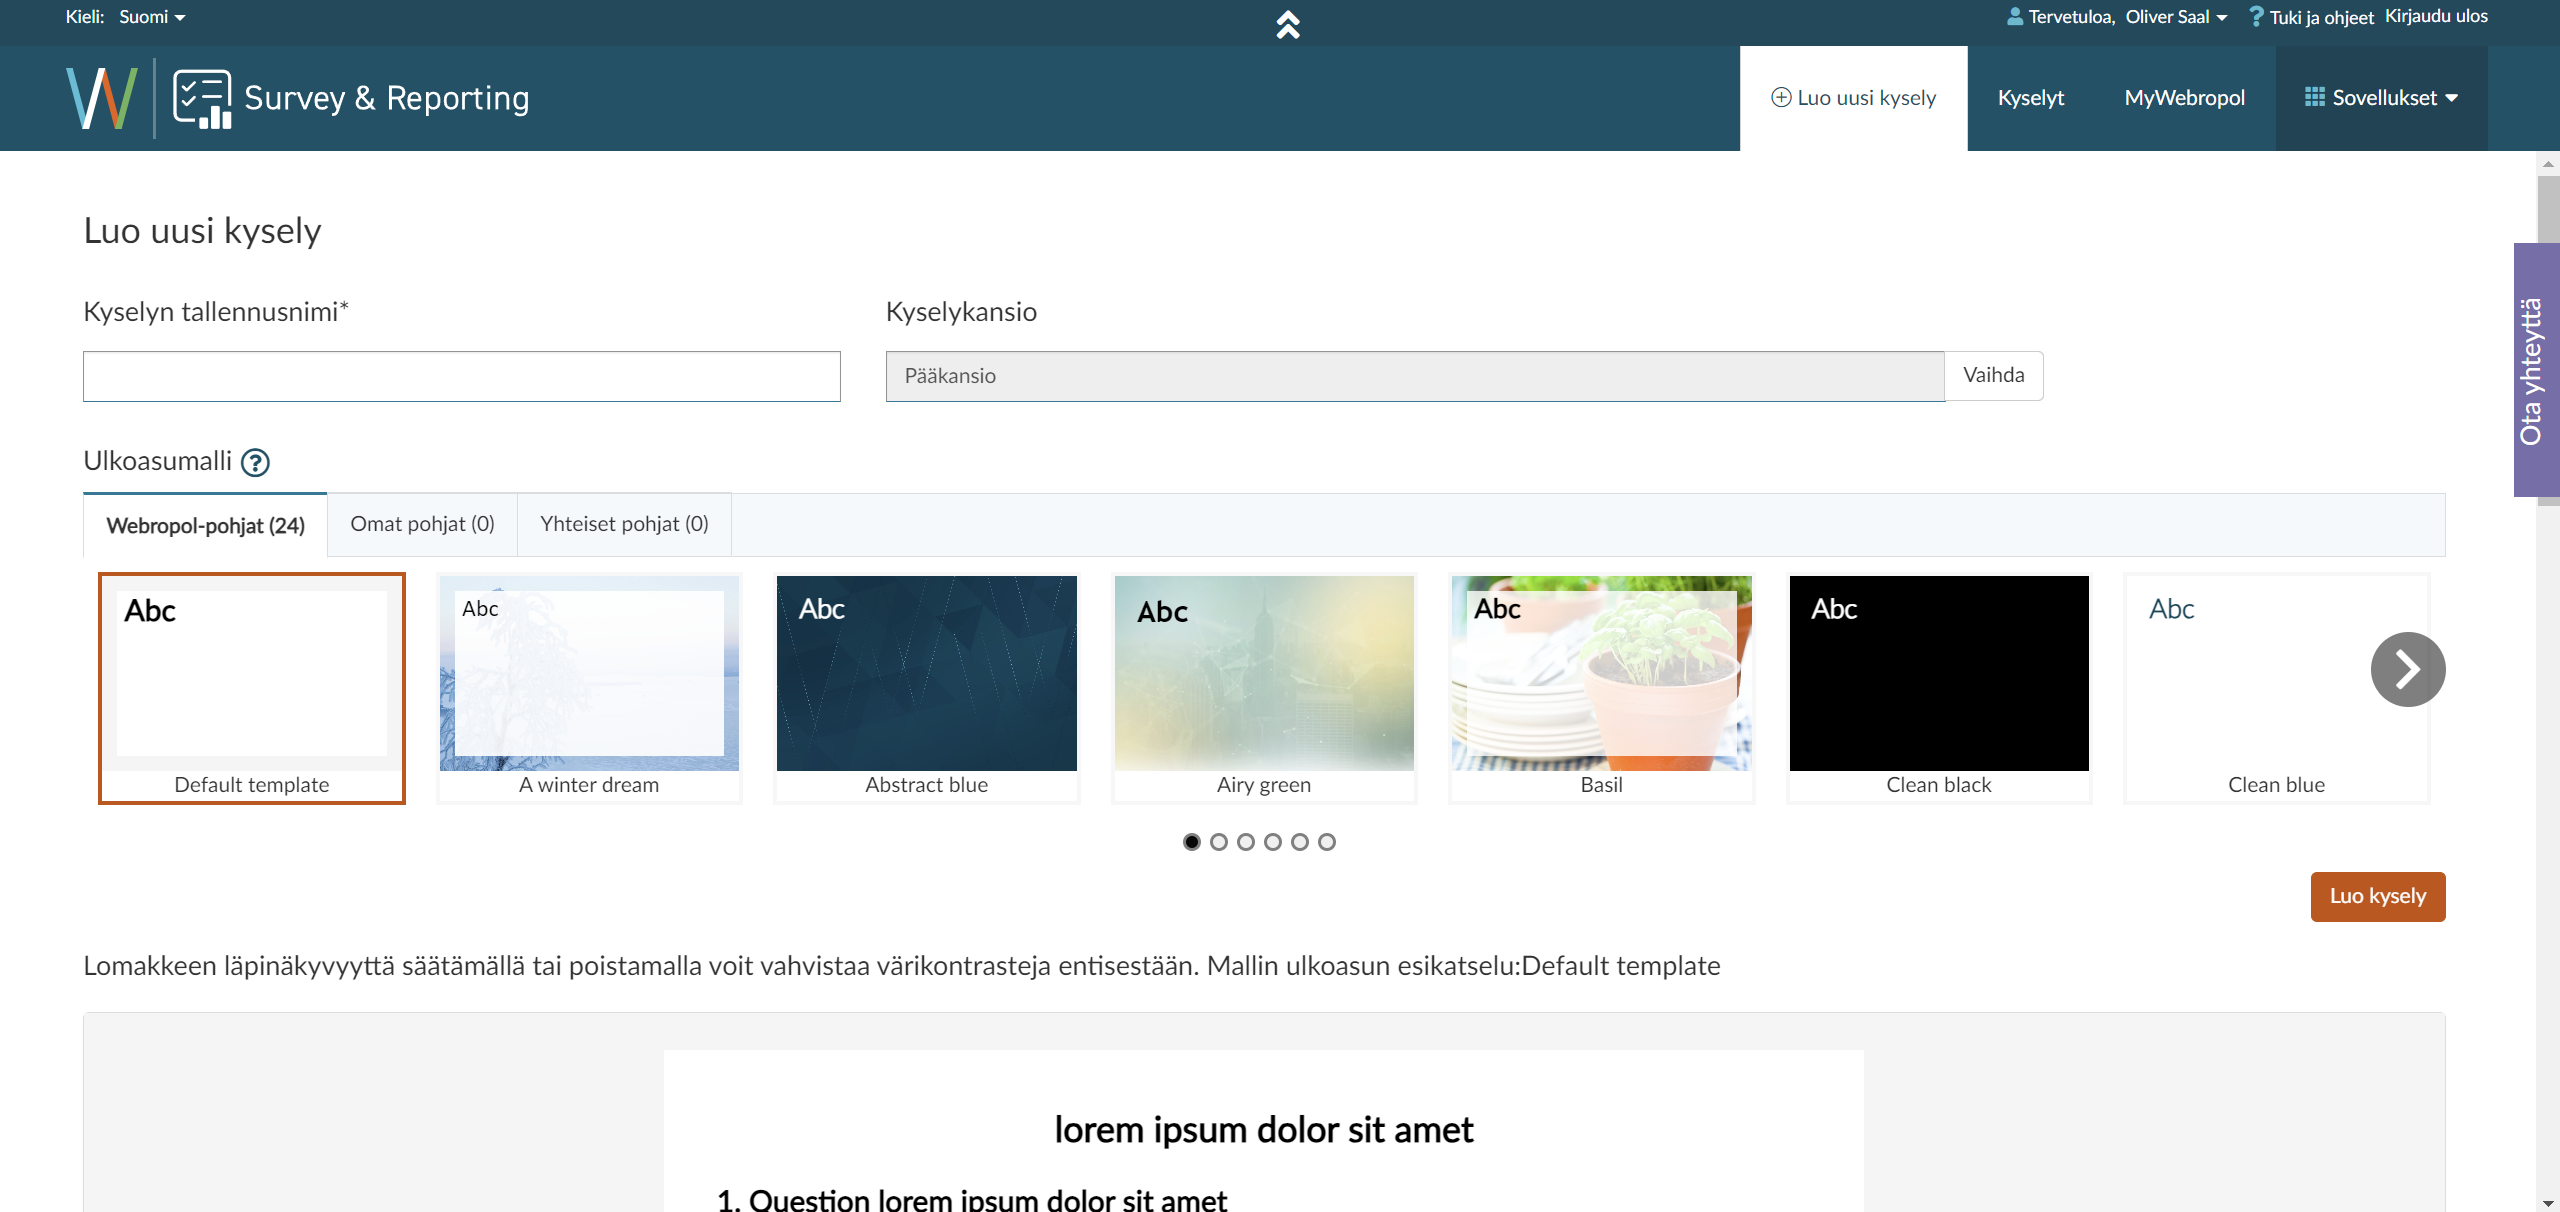 Kieli: Suomi
Tervetuloa, Oliver Saal
? Tuki ja ohjeet
Kirjaudu ulos
W
Survey & Reporting
Luo uusi kysely
Kyselyt
MyWebropol
Sovellukset
Luo uusi kysely
Kyselyn tallennusnimi*
Kyselykansio
Pääkansio
Vaihda
Ota yhteyttä
Ulkoasumalli ?
Webropol-pohjat (24)
Omat pohjat (0)
Yhteiset pohjat (0)
Abc
Abc
Abc
Abc
Abc
Abc
Abc
Default template
A winter dream
Abstract blue
Airy green
Basil
Clean black
Clean blue
Luo kysely
Lomakkeen läpinäkyvyyttä säätämällä tai poistamalla voit vahvistaa värikontrasteja entisestään. Mallin ulkoasun esikatselu:Default template
lorem ipsum dolor sit amet
1. Question lorem ipsum dolor sit amet